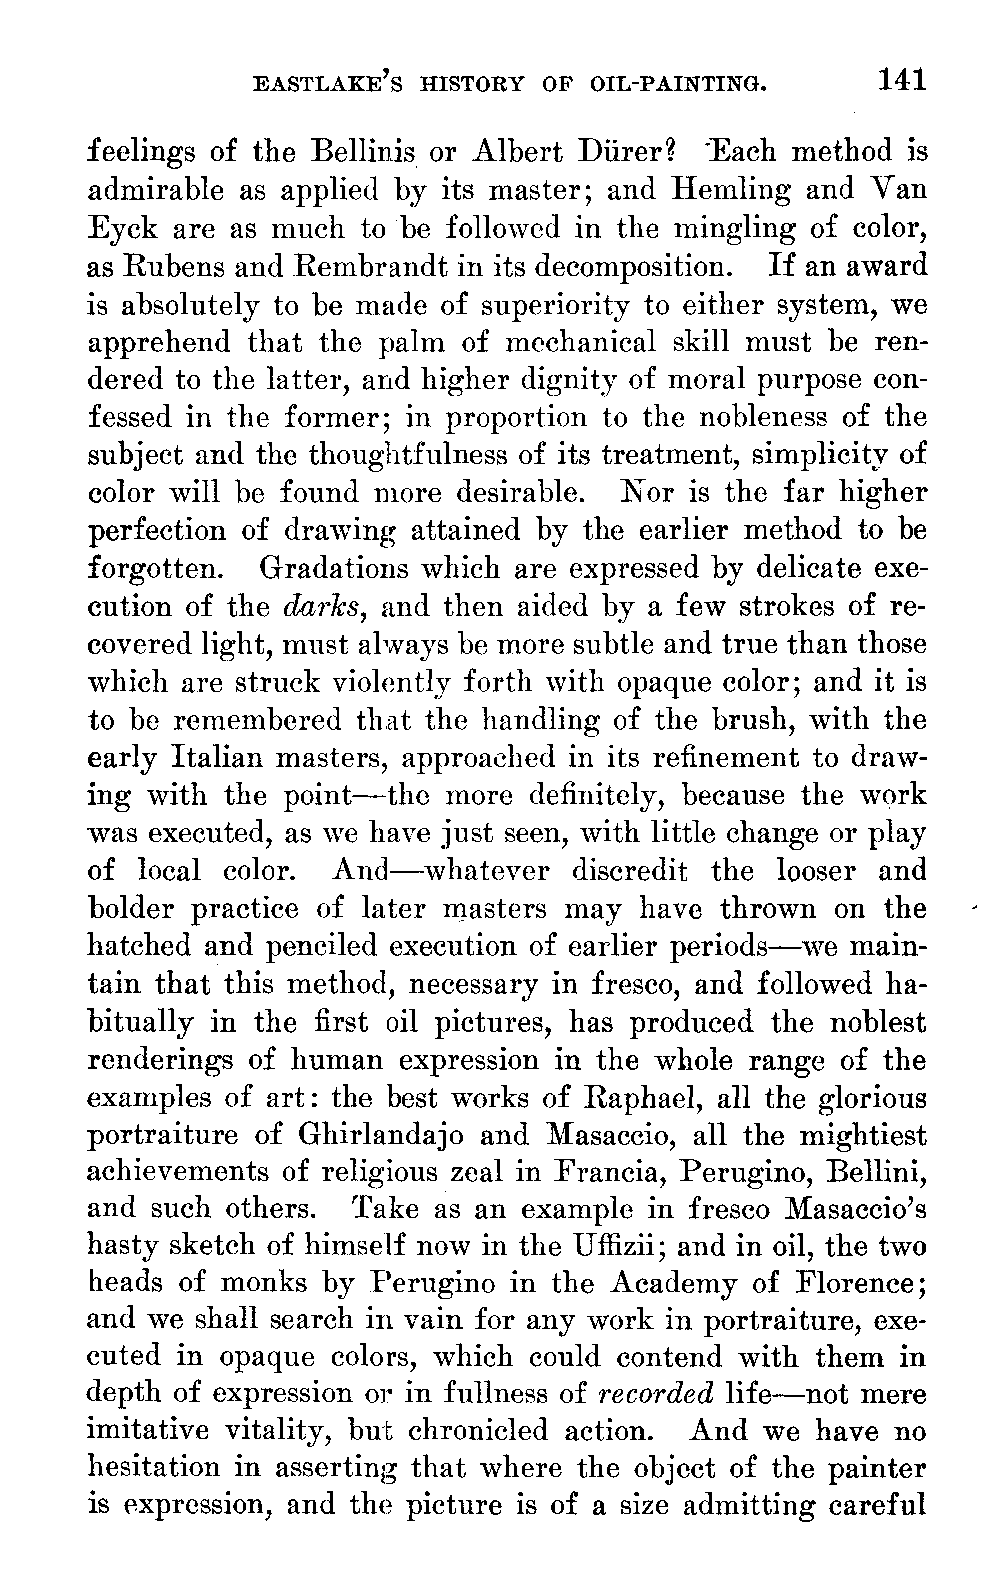 EASTLAKE'S HISTORY OF OIL-PAINTING. 141
feelings of the Bellinis or Albert Dürer? Each method is
admirable as applied by its master; and Hemling and Van
Eyck are as much to be followed in the mingling of color,
as Rubens and Rembrandt in its decomposition. If an award
is absolutely to be made of superiority to either system, we
apprehend that the palm of mechanical skill must be ren-
dered to the latter, and higher dignity of moral purpose con-
fessed in the former; in proportion to the nobleness of the
subject and the thoughtfulness of its treatment, simplicity of
color will be found more desirable. Nor is the far higher
perfection of drawing attained by the earlier method to be
forgotten. Gradations which are expressed by delicate exe-
cution of the darks, and then aided by a few strokes of re-
covered light, must always be more subtle and true than those
which are struck violently forth with opaque color; and it is
to be remembered that the handling of the brush, with the
early Italian masters, approached in its refinement to draw-
ing with the point—the more definitely, because the work
was executed, as we have just seen, with little change or play
of local color. And—whatever discredit the looser and
bolder practice of later masters may have thrown on the
hatched and penciled execution of earlier periods—we main-
tain that this method, necessary in fresco, and followed ha-
bitually in the first oil pictures, has produced the noblest
renderings of human expression in the whole range of the
examples of art: the best works of Raphael, all the glorious
portraiture of Ghirlandajo and Masaccio, all the mightiest
achievements of religious zeal in Francia, Perugino, Bellini,
and such others. Take as an example in fresco Masaccio's
hasty sketch of himself now in the Uffizii; and in oil, the two
heads of monks by Perugino in the Academy of Florence;
and we shall search in vain for any work in portraiture, exe-
cuted in opaque colors, which could contend with them in
depth of expression or in fullness of recorded life—not mere
imitative vitality, but chronicled action. And we have no
hesitation in asserting that where the object of the painter
is expression, and the picture is of a size admitting careful